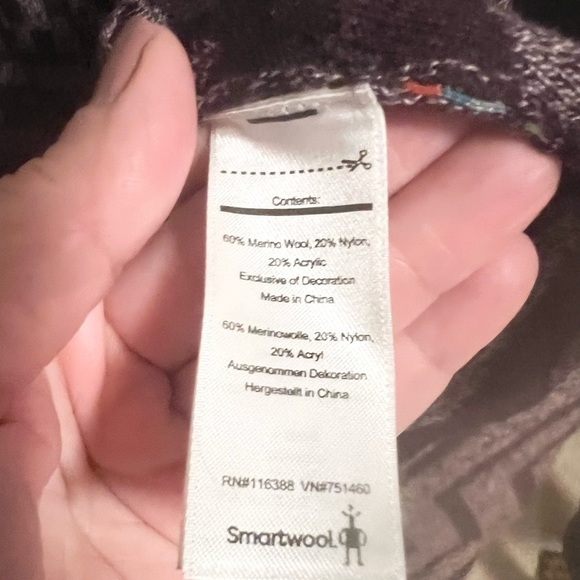 Contents:
60% Merino Wool, 20% Nylon,
20% Acrylic
Exclusive of Decoration
Made in China
60% Merinowolle, 20% Nylon,
20% Acryl
Ausgenommen Dekoration
Hergestellt in China
RN#116388 VN#751460
Smartwool